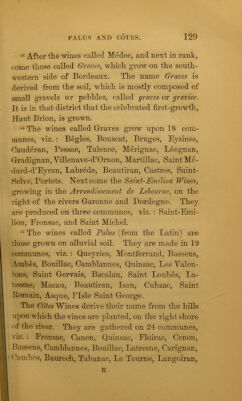 PALUS AND CÔTES. 129
“After the wines called Médoc, and next in rank,
come those called Graves, which grow on the south-
western side of Bordeaux. The name Graves is
derived from the soil, which is mostly composed of
small gravels or pebbles, called graves or gravier.
It is in that district that the celebrated first-growth,
Haut Brion, is grown.
“The wines called Graves grow upon 18 com-
munes, viz.: Bègles, Bouscat, Bruges, Eysines,
Caudéran, Pessac, Talence, Mérignac, Léognan,
Gradignan, Villenave-d'Ornon, Martillac, Saint Mé-
dard-d'Eyran, Labrède, Beautiran, Castres, Saint-
Selve, Portets. Next come the Saint-Emilion Wines,
growing in the Arrondissement de Lebourne, on the
right of the rivers Garonne and Dordogne. They
are produced on three communes, viz. : Saint-Emi-
lion, Fronsac, and Saint Michel.
“The wines called Palus (from the Latin) are
those grown on alluvial soil. They are made in 19
communes, viz. : Queyries, Montferrand, Bassens,
Ambès, Bouillac, Camblannes, Quinsac, Les Valen-
tons, Saint Gervais, Bacalan, Saint Loubès, La-
tresne, Macau, Beautiran, Isan, Cubzac, Saint
Romain, Asque, l'Isle Saint George.
The Côtes Wines derive their name from the hills
upon which the vines are planted, on the right shore
of the river. They are gathered on 24 communes,
viz. : Fronsac, Canon, Quinsac, Floirac, Cenon,
Bassens, Camblannes, Bouillac, Latresne, Carignan,
Cambes, Baurech, Tabanac, Le Tourne, Langoiran,
K